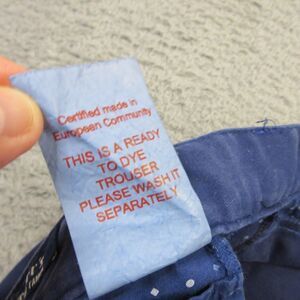 Certified made in
European Community
THIS IS A READY
TO DYE
TROUSER
PLEASE WASH IT
SEPARATELY